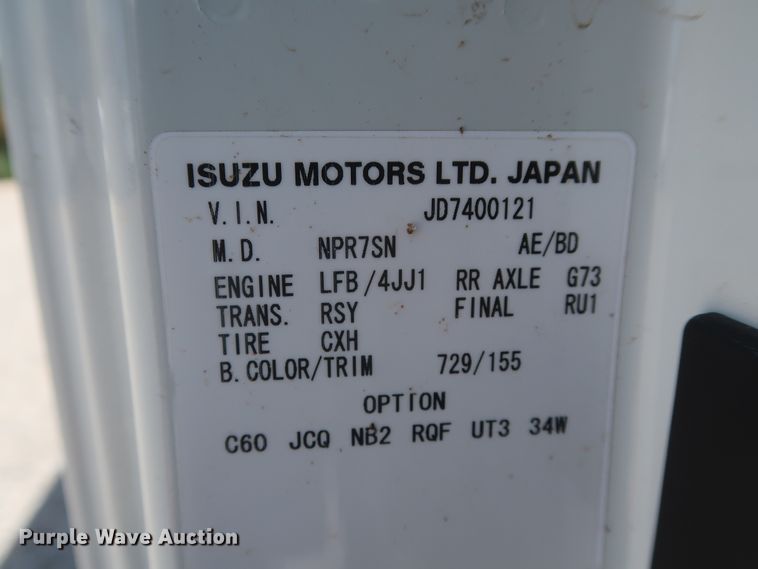 ISUZU MOTORS LTD. JAPAN
V.I.N. JD7400121
M.D. NPR7SN AE/BD
ENGINE LFB/4JJ1 RR AXLE G73
TRANS. RSY FINAL RU1
TIRE CXH
B.COLOR/TRIM 729/155
OPTION
C60 JCQ NB2 RQF UT3 34W
Purple Wave Auction